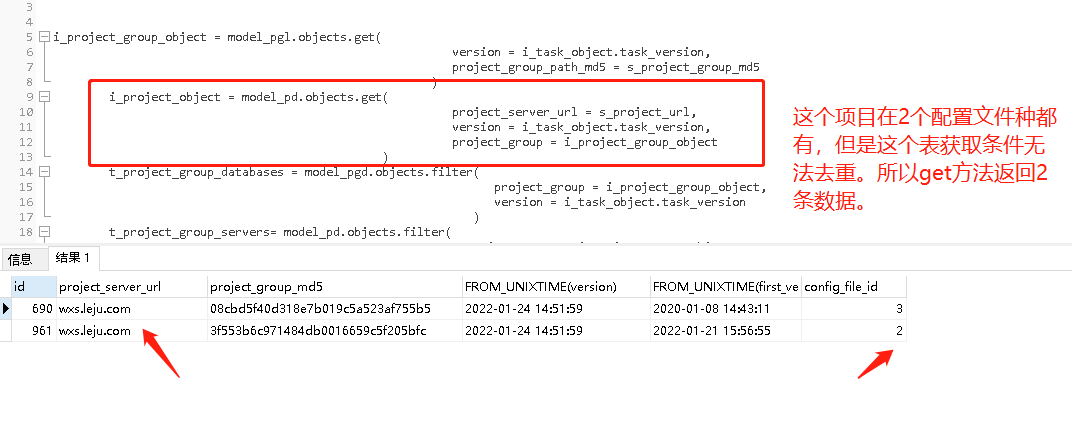 3
4
5 i_project_group_object = model_pgl.objects.get(
6 version = i_task_object.task_version,
7 project_group_path_md5 = s_project_group_md5
8 )
9 i_project_object = model_pd.objects.get(
10 project_server_url = s_project_url,
11 version = i_task_object.task_version,
12 project_group = i_project_group_object
13 )
14 t_project_group_databases = model_pgd.objects.filter(
15 project_group = i_project_group_object,
16 version = i_task_object.task_version
17 )
18 t_project_group_servers= model_pd.objects.filter(
这个项目在2个配置文件种都
有，但是这个表获取条件无
法去重。所以get方法返回2
条数据。
信息 结果 1
id project_server_url project_group_md5 FROM_UNIXTIME(version) FROM_UNIXTIME(first_ve config_file_id
690 wxs.leju.com 08cbd5f40d318e7b019c5a523af755b5 2022-01-24 14:51:59 2020-01-08 14:43:11 3
961 wxs.leju.com 3f553b6c971484db0016659c5f205bfc 2022-01-24 14:51:59 2022-01-21 15:56:55 2